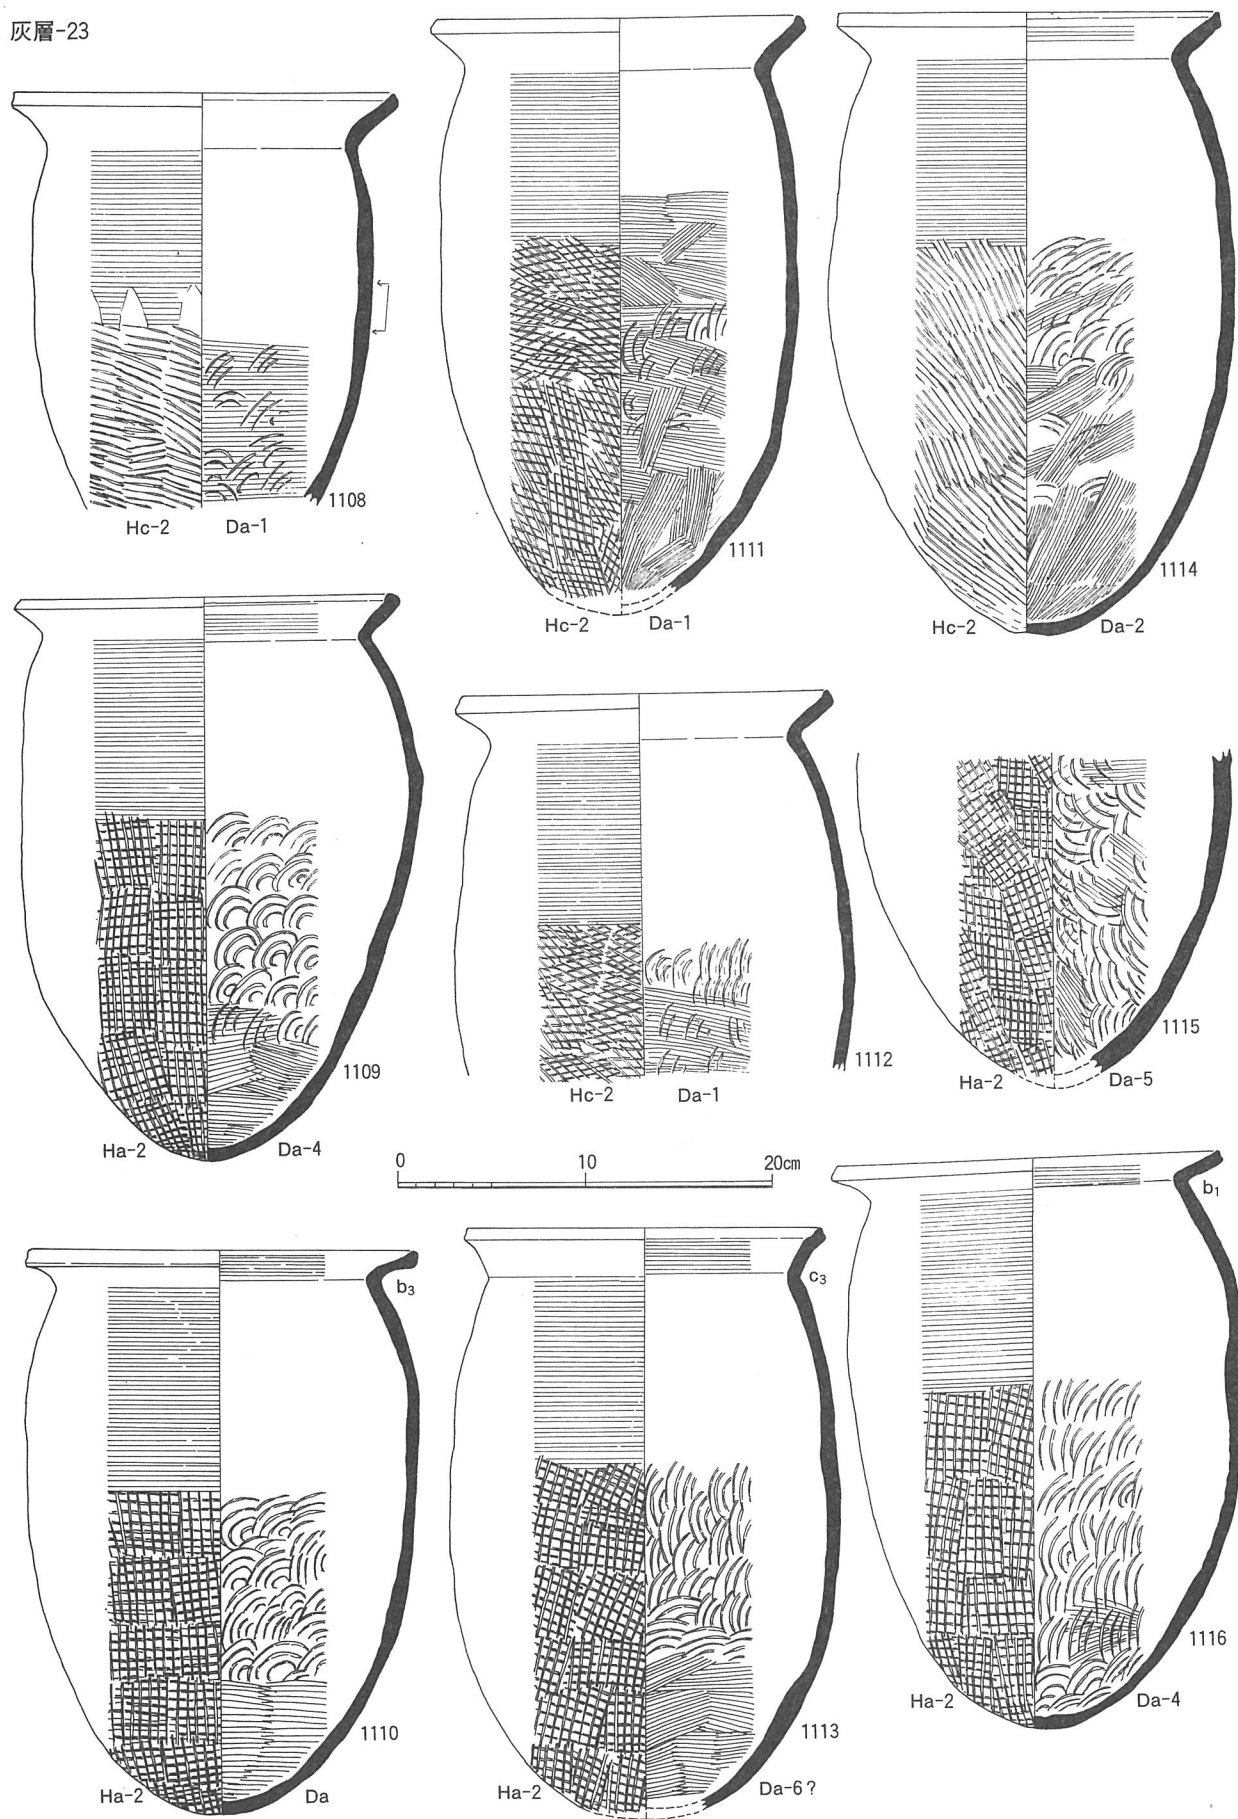 灰層-23
1108
Hc-2 Da-1
1111
Hc-2 Da-1
1114
Hc-2 Da-2
1109
Ha-2 Da-4
1112
Hc-2 Da-1
1115
Ha-2 Da-5
0 10 20cm
b₃
1110
Ha-2 Da
c₃
1113
Ha-2 Da-6?
b₁
1116
Ha-2 Da-4